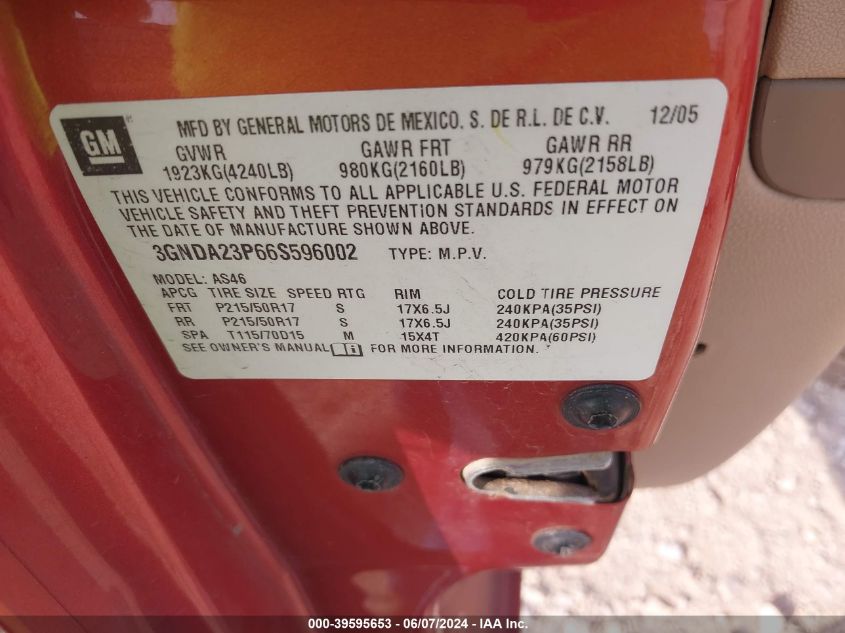 GM
MFD BY GENERAL MOTORS DE MEXICO. S. DE R.L. DE C.V. 12/05
GVWR GAWR FRT GAWR RR
1923KG(4240LB) 980KG(2160LB) 979KG(2158LB)
THIS VEHICLE CONFORMS TO ALL APPLICABLE U.S. FEDERAL MOTOR
VEHICLE SAFETY AND THEFT PREVENTION STANDARDS IN EFFECT ON
THE DATE OF MANUFACTURE SHOWN ABOVE.
3GNDA23P66S596002 TYPE: M.P.V.
MODEL: AS46
APCG TIRE SIZE SPEED RTG RIM COLD TIRE PRESSURE
FRT P215/50R17 S 17X6.5J 240KPA(35PSI)
RR P215/50R17 S 17X6.5J 240KPA(35PSI)
SPA T115/70D15 M 15X4T 420KPA(60PSI)
SEE OWNER'S MANUAL FOR MORE INFORMATION.
000-39595653 - 06/07/2024 - IAA Inc.